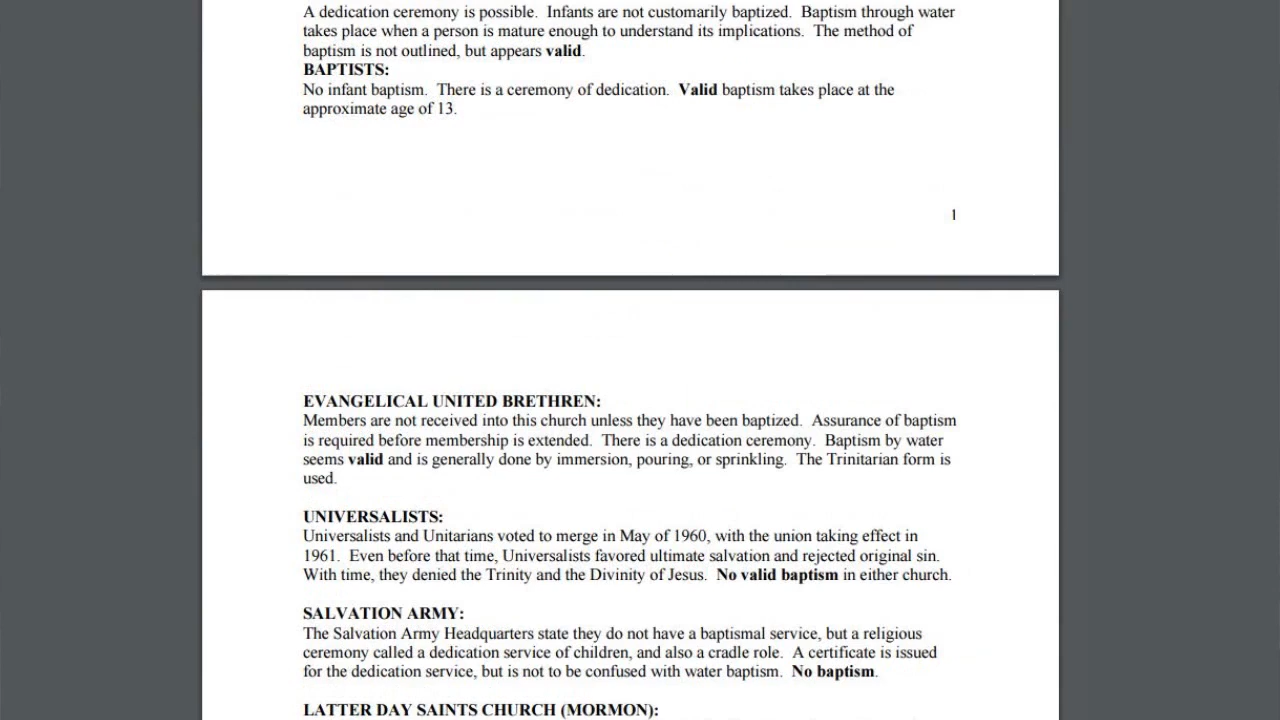 A dedication ceremony is possible.  Infants are not customarily baptized.  Baptism through water
takes place when a person is mature enough to understand its implications.  The method of
baptism is not outlined, but appears valid.
BAPTISTS:
No infant baptism.  There is a ceremony of dedication.  Valid baptism takes place at the
approximate age of 13.
1
EVANGELICAL UNITED BRETHREN:
Members are not received into this church unless they have been baptized.  Assurance of baptism
is required before membership is extended.  There is a dedication ceremony.  Baptism by water
seems valid and is generally done by immersion, pouring, or sprinkling.  The Trinitarian form is
used.
UNIVERSALISTS:
Universalists and Unitarians voted to merge in May of 1960, with the union taking effect in
1961.  Even before that time, Universalists favored ultimate salvation and rejected original sin.
With time, they denied the Trinity and the Divinity of Jesus.  No valid baptism in either church.
SALVATION ARMY:
The Salvation Army Headquarters state they do not have a baptismal service, but a religious
ceremony called a dedication service of children, and also a cradle role.  A certificate is issued
for the dedication service, but is not to be confused with water baptism.  No baptism.
LATTER DAY SAINTS CHURCH (MORMON):